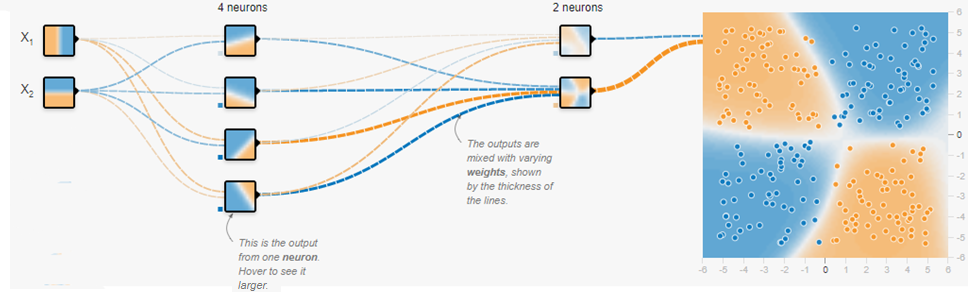 4 neurons
2 neurons
X1
X2
The outputs are
mixed with varying
weights, shown
by the thickness of
the lines.
This is the output
from one neuron.
Hover to see it
larger.
6
5
4
3
2
1
0
-1
-2
-3
-4
-5
-6
-6 -5 -4 -3 -2 -1 0 1 2 3 4 5 6